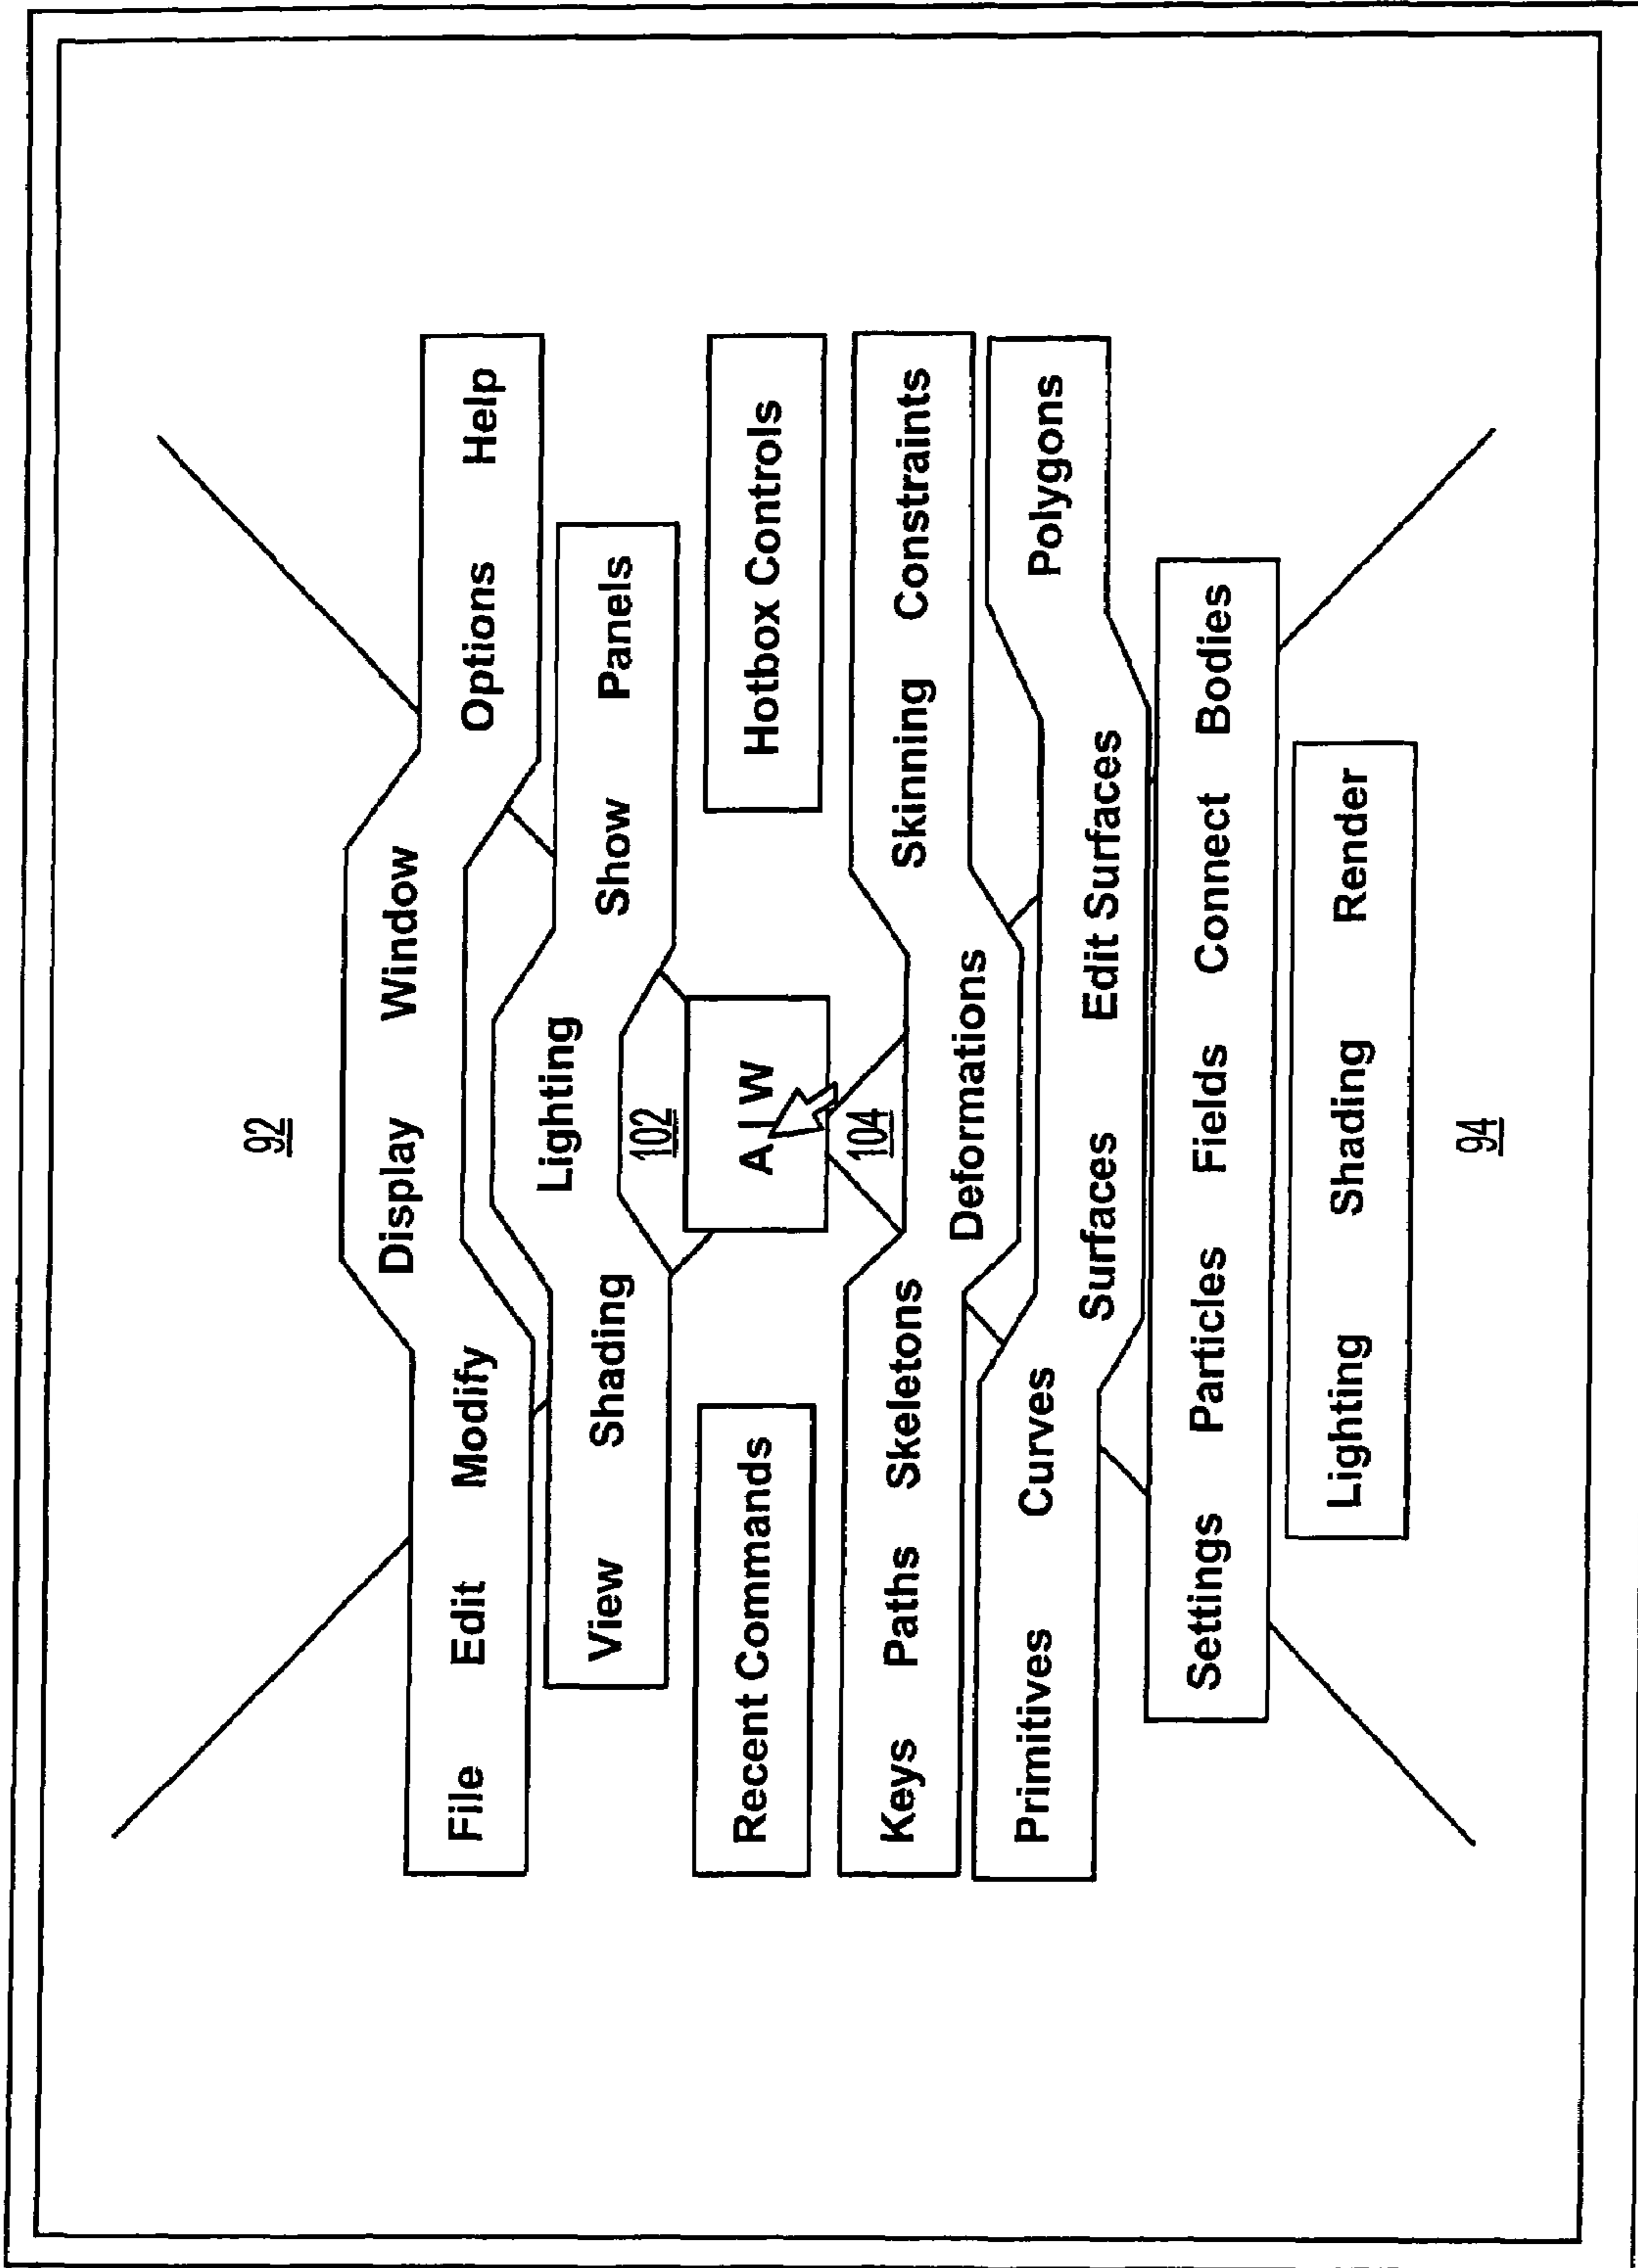 92
File Edit Modify Display Window Options Help
View Shading Lighting Show Panels
102
Recent Commands A | W Hotbox Controls
104
Keys Paths Skeletons Deformations Skinning Constraints
Primitives Curves Surfaces Edit Surfaces Polygons
Settings Particles Fields Connect Bodies
Lighting Shading Render
94